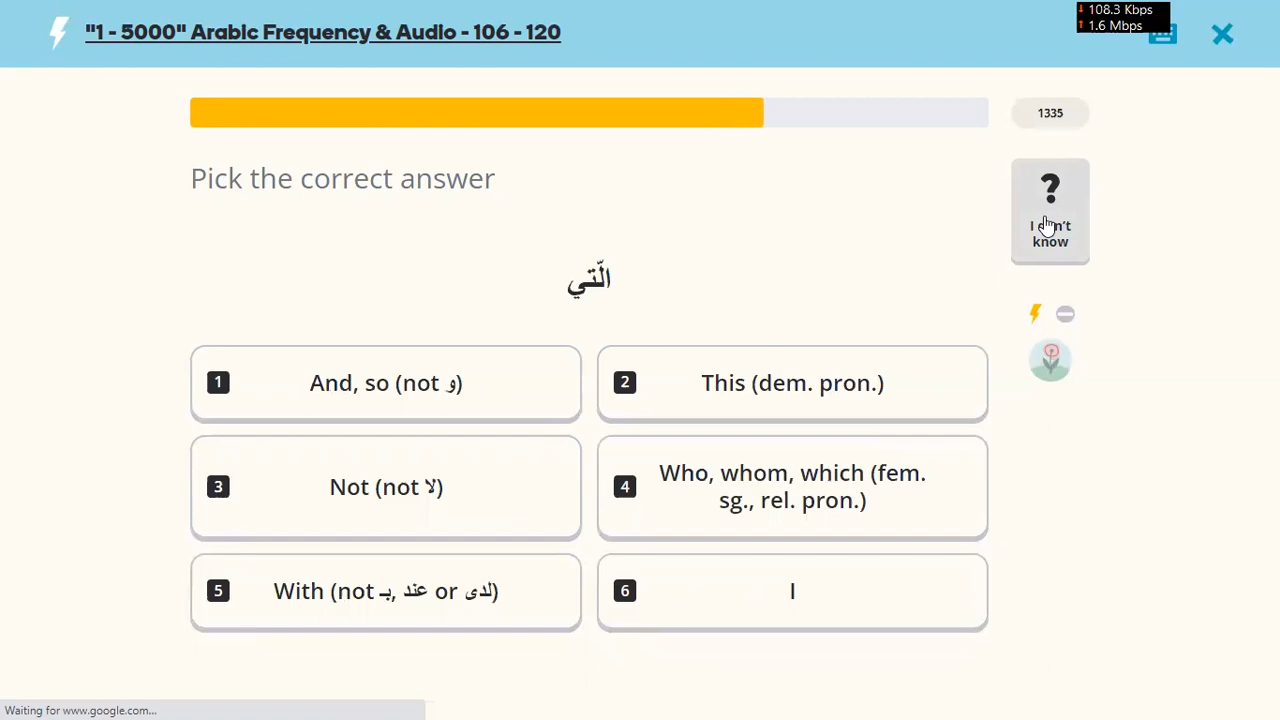 "1 - 5000" Arabic Frequency & Audio - 106 - 120
108.3 Kbps
1.6 Mbps
1335
Pick the correct answer
?
I don't know
الّتي
1 And, so (not و)
2 This (dem. pron.)
3 Not (not لا)
4 Who, whom, which (fem.
sg., rel. pron.)
5 With (not بـ, عند or لدى)
6 I
Waiting for www.google.com...